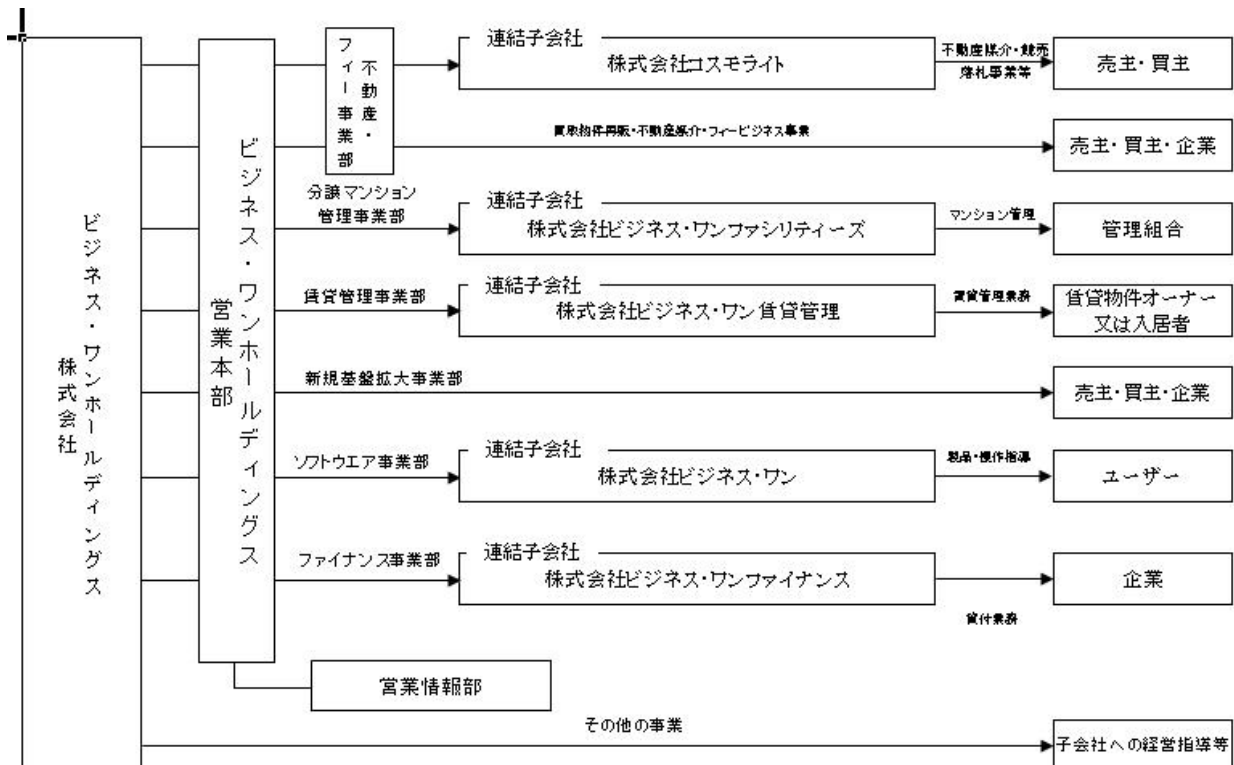 ビジネス・ワンホールディングス
株式会社
ビジネス・ワンホールディングス
営業本部
不動産・
フィー事業部
連結子会社
株式会社コスモライト
不動産媒介・競売
落札事業等
売主・買主
買取物件再販・不動産媒介・フィービジネス事業
売主・買主・企業
分譲マンション
管理事業部
連結子会社
株式会社ビジネス・ワンファシリティーズ
マンション管理
管理組合
賃貸管理事業部
連結子会社
株式会社ビジネス・ワン賃貸管理
賃貸管理業務
賃貸物件オーナー
又は入居者
新規基盤拡大事業部
売主・買主・企業
ソフトウエア事業部
連結子会社
株式会社ビジネス・ワン
製品・操作指導
ユーザー
ファイナンス事業部
連結子会社
株式会社ビジネス・ワンファイナンス
貸付業務
企業
営業情報部
その他の事業
子会社への経営指導等